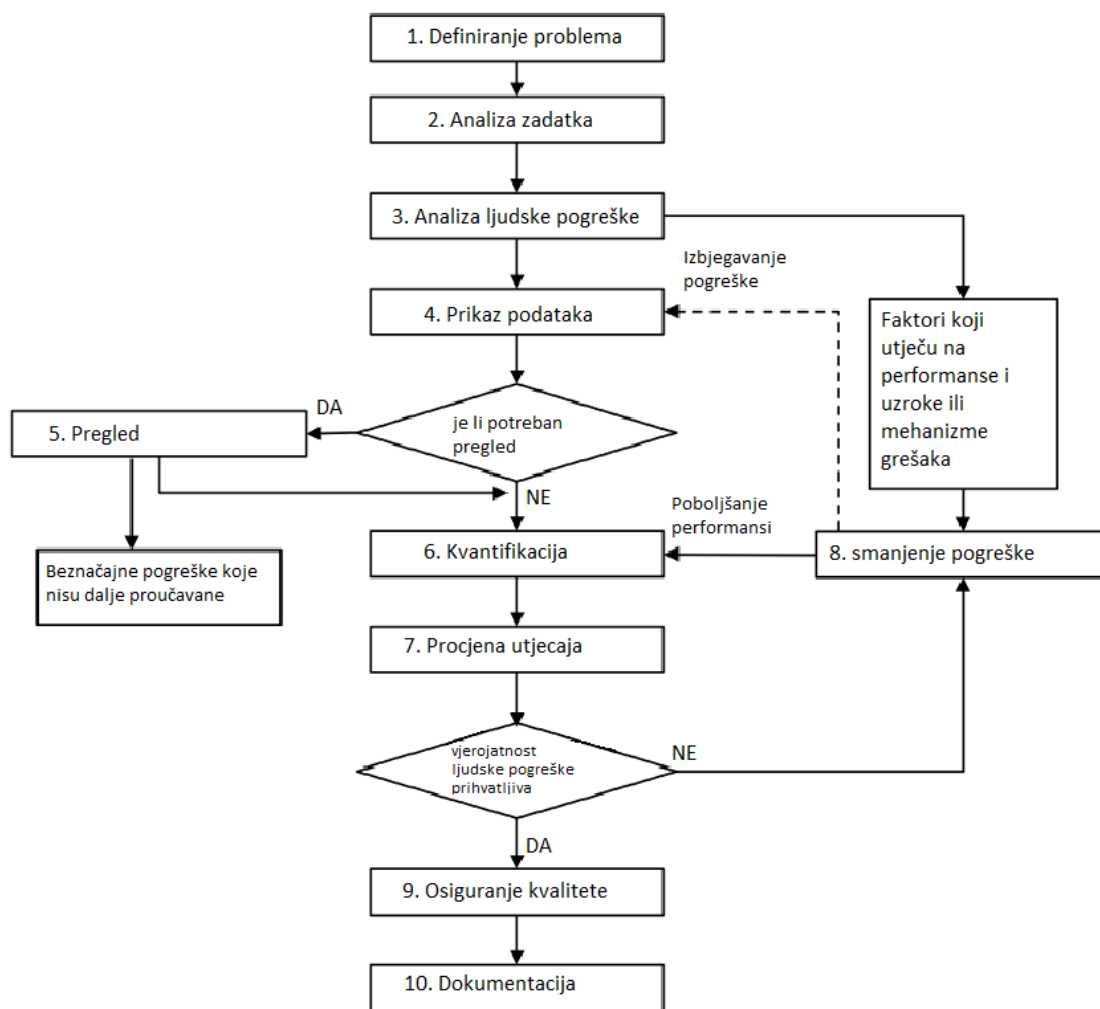 1. Definiranje problema
2. Analiza zadatka
3. Analiza ljudske pogreške
Izbjegavanje
pogreške
4. Prikaz podataka
Faktori koji
utječu na
performanse i
uzroke ili
mehanizme
grešaka
DA
5. Pregled
je li potreban
pregled
NE
Poboljšanje
performansi
6. Kvantifikacija
8. smanjenje pogreške
Beznačajne pogreške koje
nisu dalje proučavane
7. Procjena utjecaja
vjerojatnost
ljudske pogreške
prihvatljiva
NE
DA
9. Osiguranje kvalitete
10. Dokumentacija